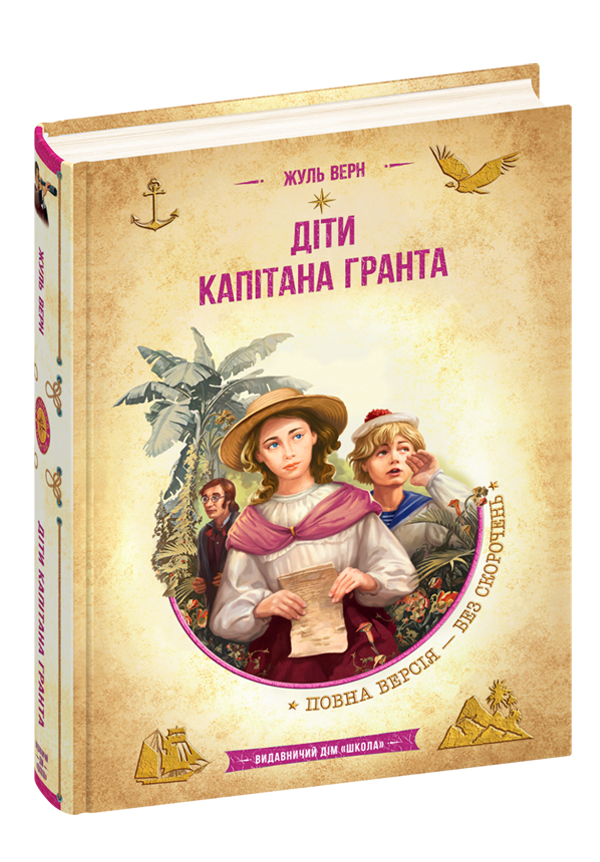 ЖУЛЬ ВЕРН
ДІТИ
КАПІТАНА ГРАНТА
ПОВНА ВЕРСІЯ — БЕЗ СКОРОЧЕНЬ
ВИДАВНИЧИЙ ДІМ «ШКОЛА»
ЖУЛЬ ВЕРН
ДІТИ КАПІТАНА ГРАНТА